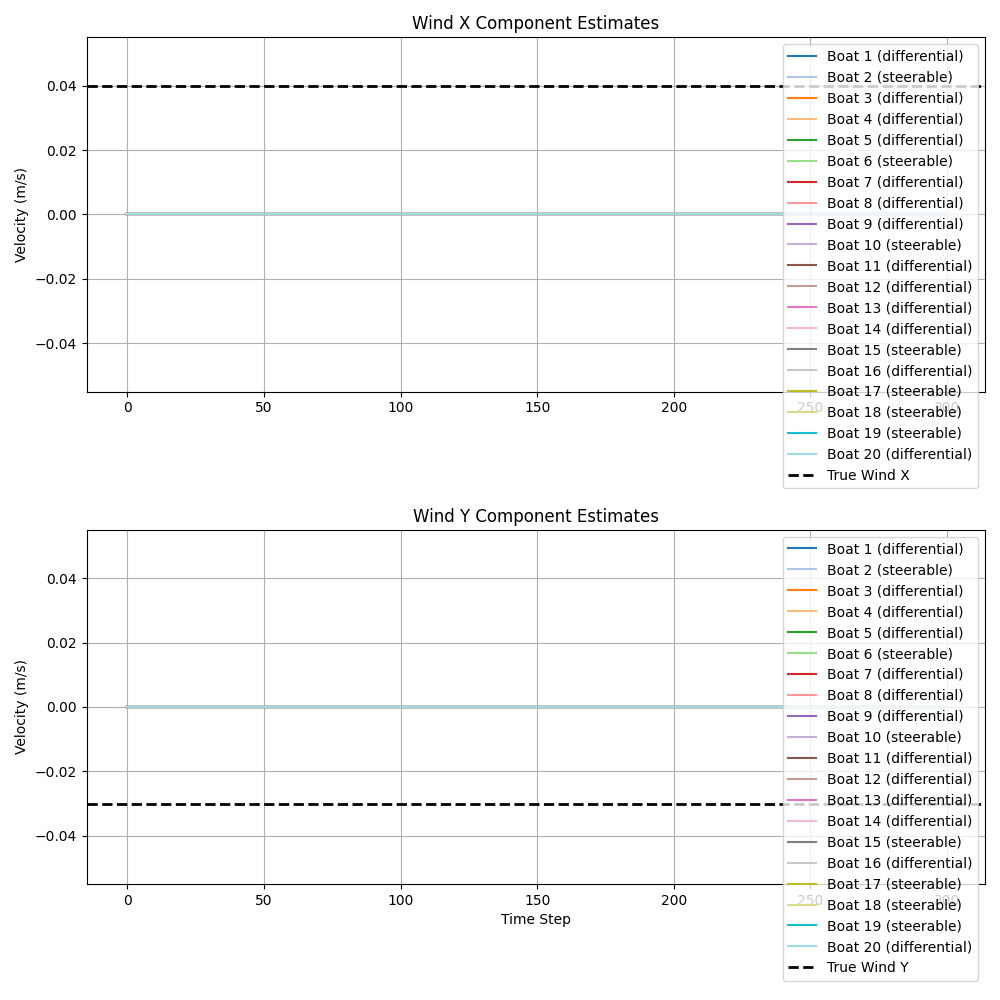 Wind X Component Estimates
Velocity (m/s)
0.04
0.02
0.00
−0.02
−0.04
0
50
100
150
200
250
300
Boat 1 (differential)
Boat 2 (steerable)
Boat 3 (differential)
Boat 4 (differential)
Boat 5 (differential)
Boat 6 (steerable)
Boat 7 (differential)
Boat 8 (differential)
Boat 9 (differential)
Boat 10 (steerable)
Boat 11 (differential)
Boat 12 (differential)
Boat 13 (differential)
Boat 14 (differential)
Boat 15 (steerable)
Boat 16 (differential)
Boat 17 (steerable)
Boat 18 (steerable)
Boat 19 (steerable)
Boat 20 (differential)
True Wind X
Wind Y Component Estimates
Velocity (m/s)
0.04
0.02
0.00
−0.02
−0.04
0
50
100
150
200
250
300
Time Step
Boat 1 (differential)
Boat 2 (steerable)
Boat 3 (differential)
Boat 4 (differential)
Boat 5 (differential)
Boat 6 (steerable)
Boat 7 (differential)
Boat 8 (differential)
Boat 9 (differential)
Boat 10 (steerable)
Boat 11 (differential)
Boat 12 (differential)
Boat 13 (differential)
Boat 14 (differential)
Boat 15 (steerable)
Boat 16 (differential)
Boat 17 (steerable)
Boat 18 (steerable)
Boat 19 (steerable)
Boat 20 (differential)
True Wind Y